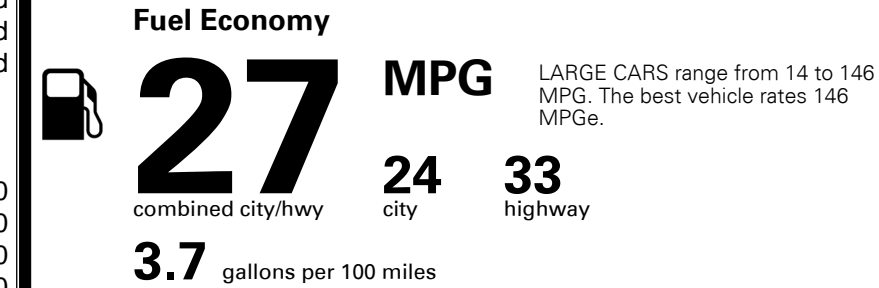 Fuel Economy
27
MPG
LARGE CARS range from 14 to 146
MPG. The best vehicle rates 146
MPGe.
24
33
combined city/hwy
city
highway
3.7 gallons per 100 miles